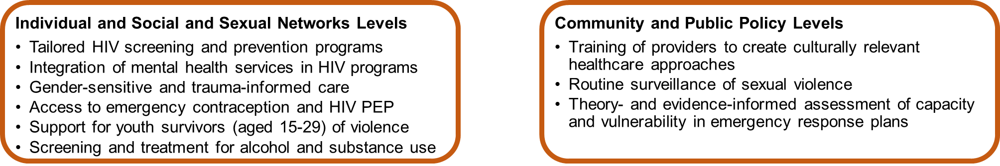 Individual and Social and Sexual Networks Levels
• Tailored HIV screening and prevention programs
• Integration of mental health services in HIV programs
• Gender-sensitive and trauma-informed care
• Access to emergency contraception and HIV PEP
• Support for youth survivors (aged 15-29) of violence
• Screening and treatment for alcohol and substance use
Community and Public Policy Levels
• Training of providers to create culturally relevant
healthcare approaches
• Routine surveillance of sexual violence
• Theory- and evidence-informed assessment of capacity
and vulnerability in emergency response plans